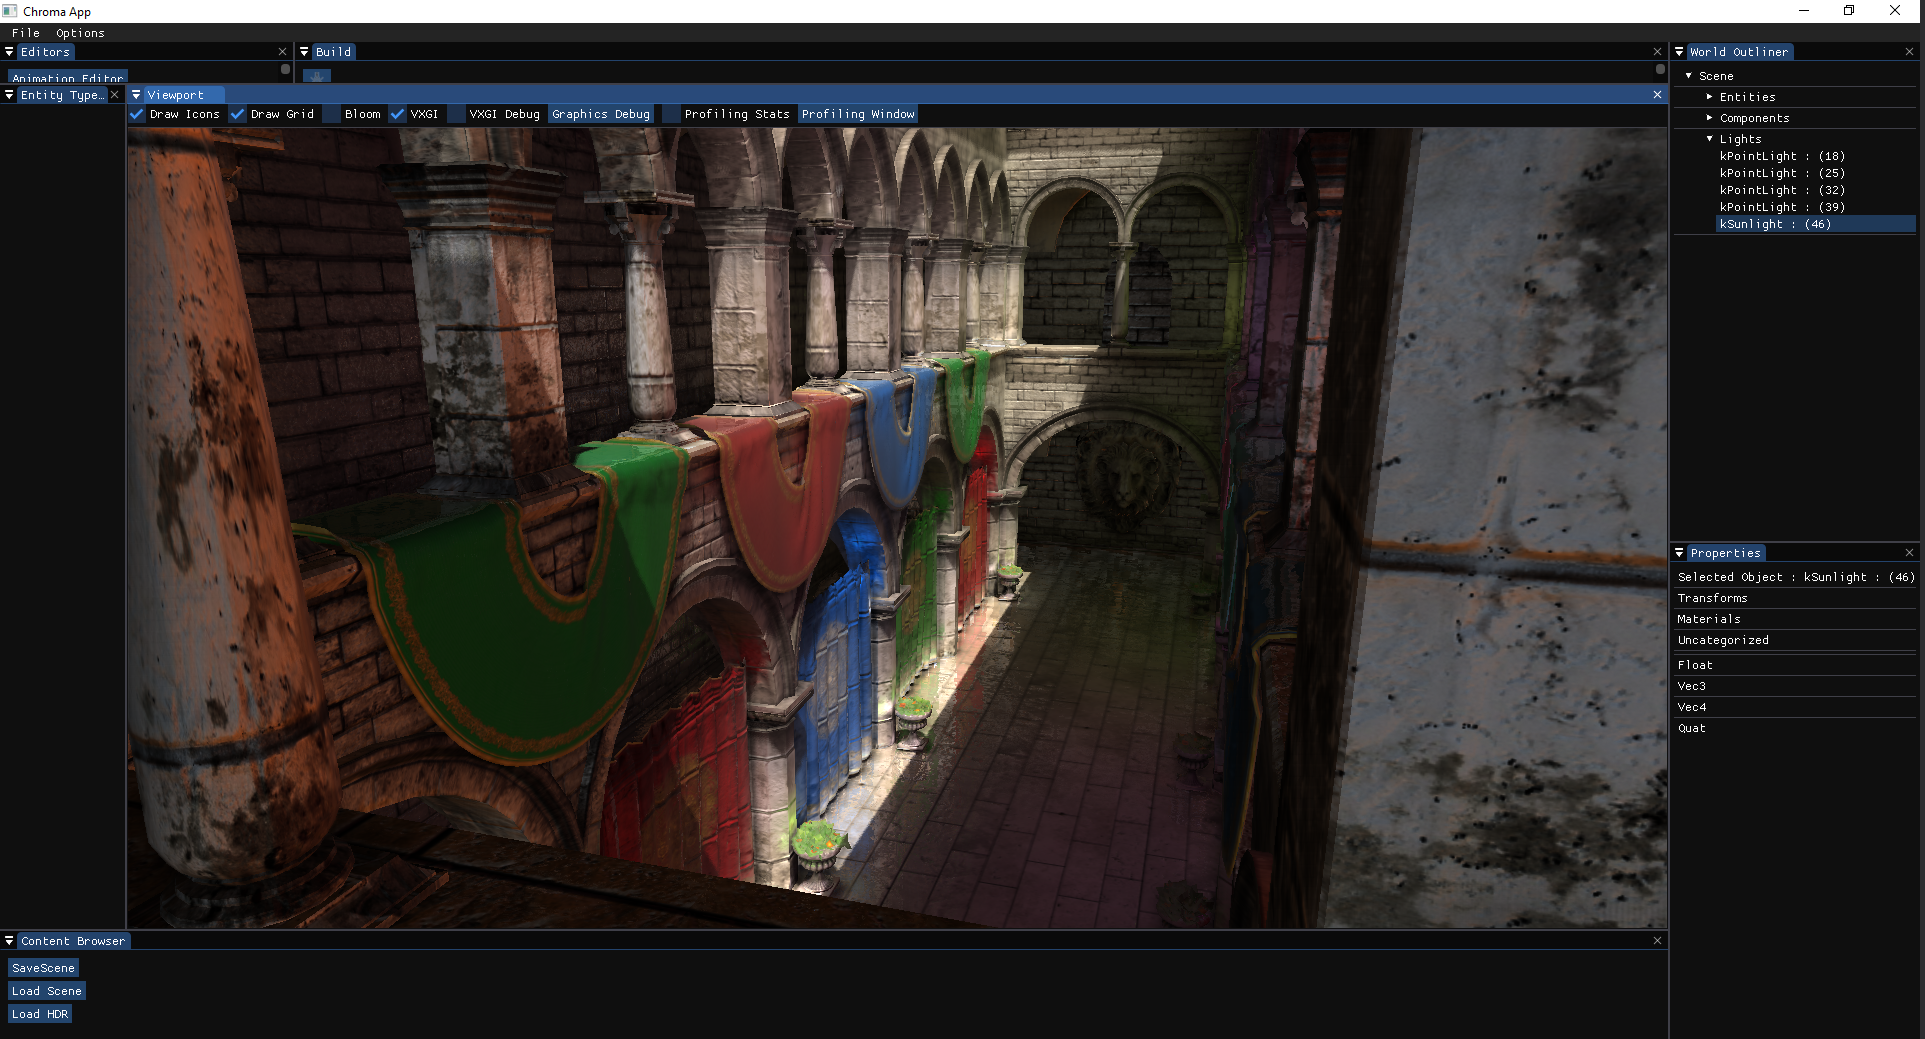 Chroma App
File Options
Editors
Build
World Outliner
Animation Editor
Entity Type…
Viewport
Draw Icons Draw Grid Bloom VXGI VXGI Debug Graphics Debug Profiling Stats Profiling Window
Scene
Entities
Components
Lights
kPointLight : (18)
kPointLight : (25)
kPointLight : (32)
kPointLight : (39)
kSunlight : (46)
Properties
Selected Object : kSunlight : (46)
Transforms
Materials
Uncategorized
Float
Vec3
Vec4
Quat
Content Browser
SaveScene
Load Scene
Load HDR